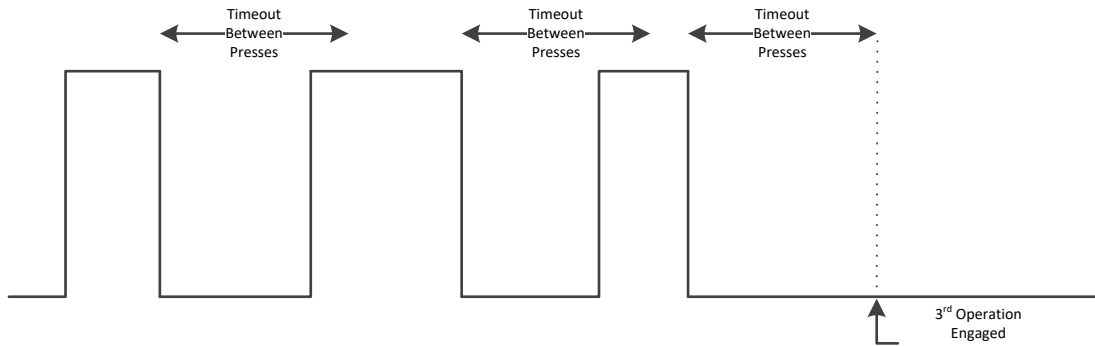 Timeout
Between
Presses
Timeout
Between
Presses
Timeout
Between
Presses
3rd Operation
Engaged